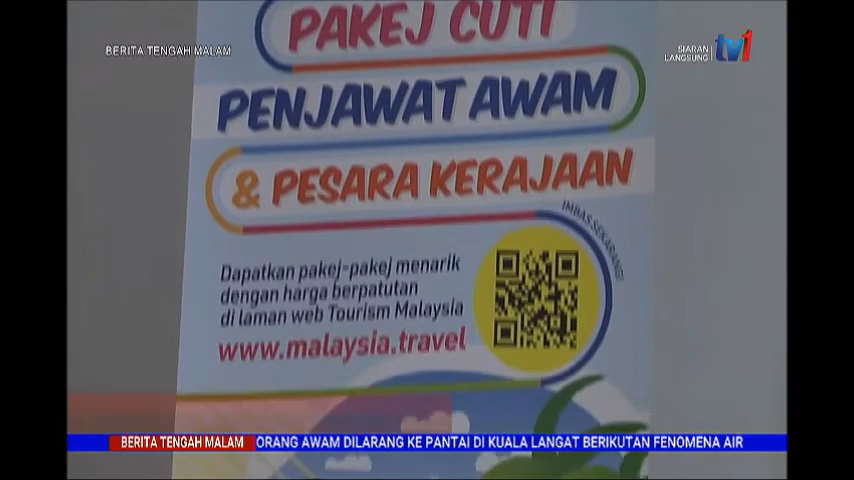 BERITA TENGAH MALAM
SIARAN
LANGSUNG
tv1
PAKEJ CUTI
PENJAWAT AWAM
& PESARA KERAJAAN
IMBAS SEKARANG!
Dapatkan pakej-pakej menarik
dengan harga berpatutan
di laman web Tourism Malaysia
www.malaysia.travel
BERITA TENGAH MALAM
ORANG AWAM DILARANG KE PANTAI DI KUALA LANGAT BERIKUTAN FENOMENA AIR